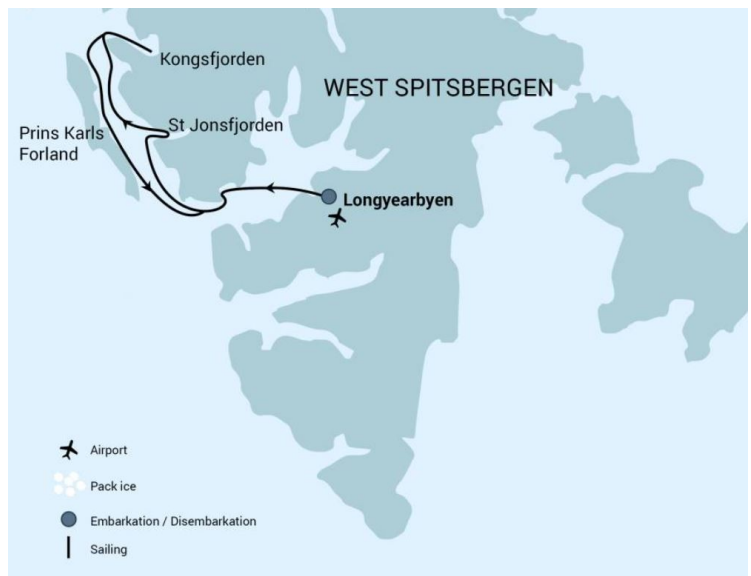 Kongsfjorden
WEST SPITSBERGEN
St Jonsfjorden
Prins Karls
Forland
Longyearbyen
Airport
Pack ice
Embarkation / Disembarkation
Sailing